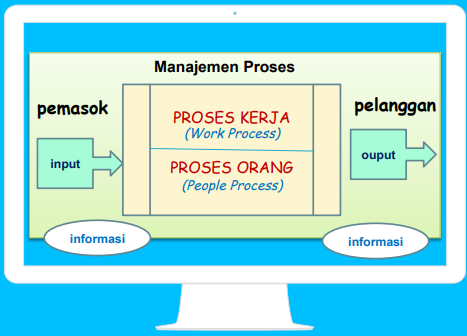 Manajemen Proses
pemasok
pelanggan
input
PROSES KERJA
(Work Process)
PROSES ORANG
(People Process)
ouput
informasi
informasi